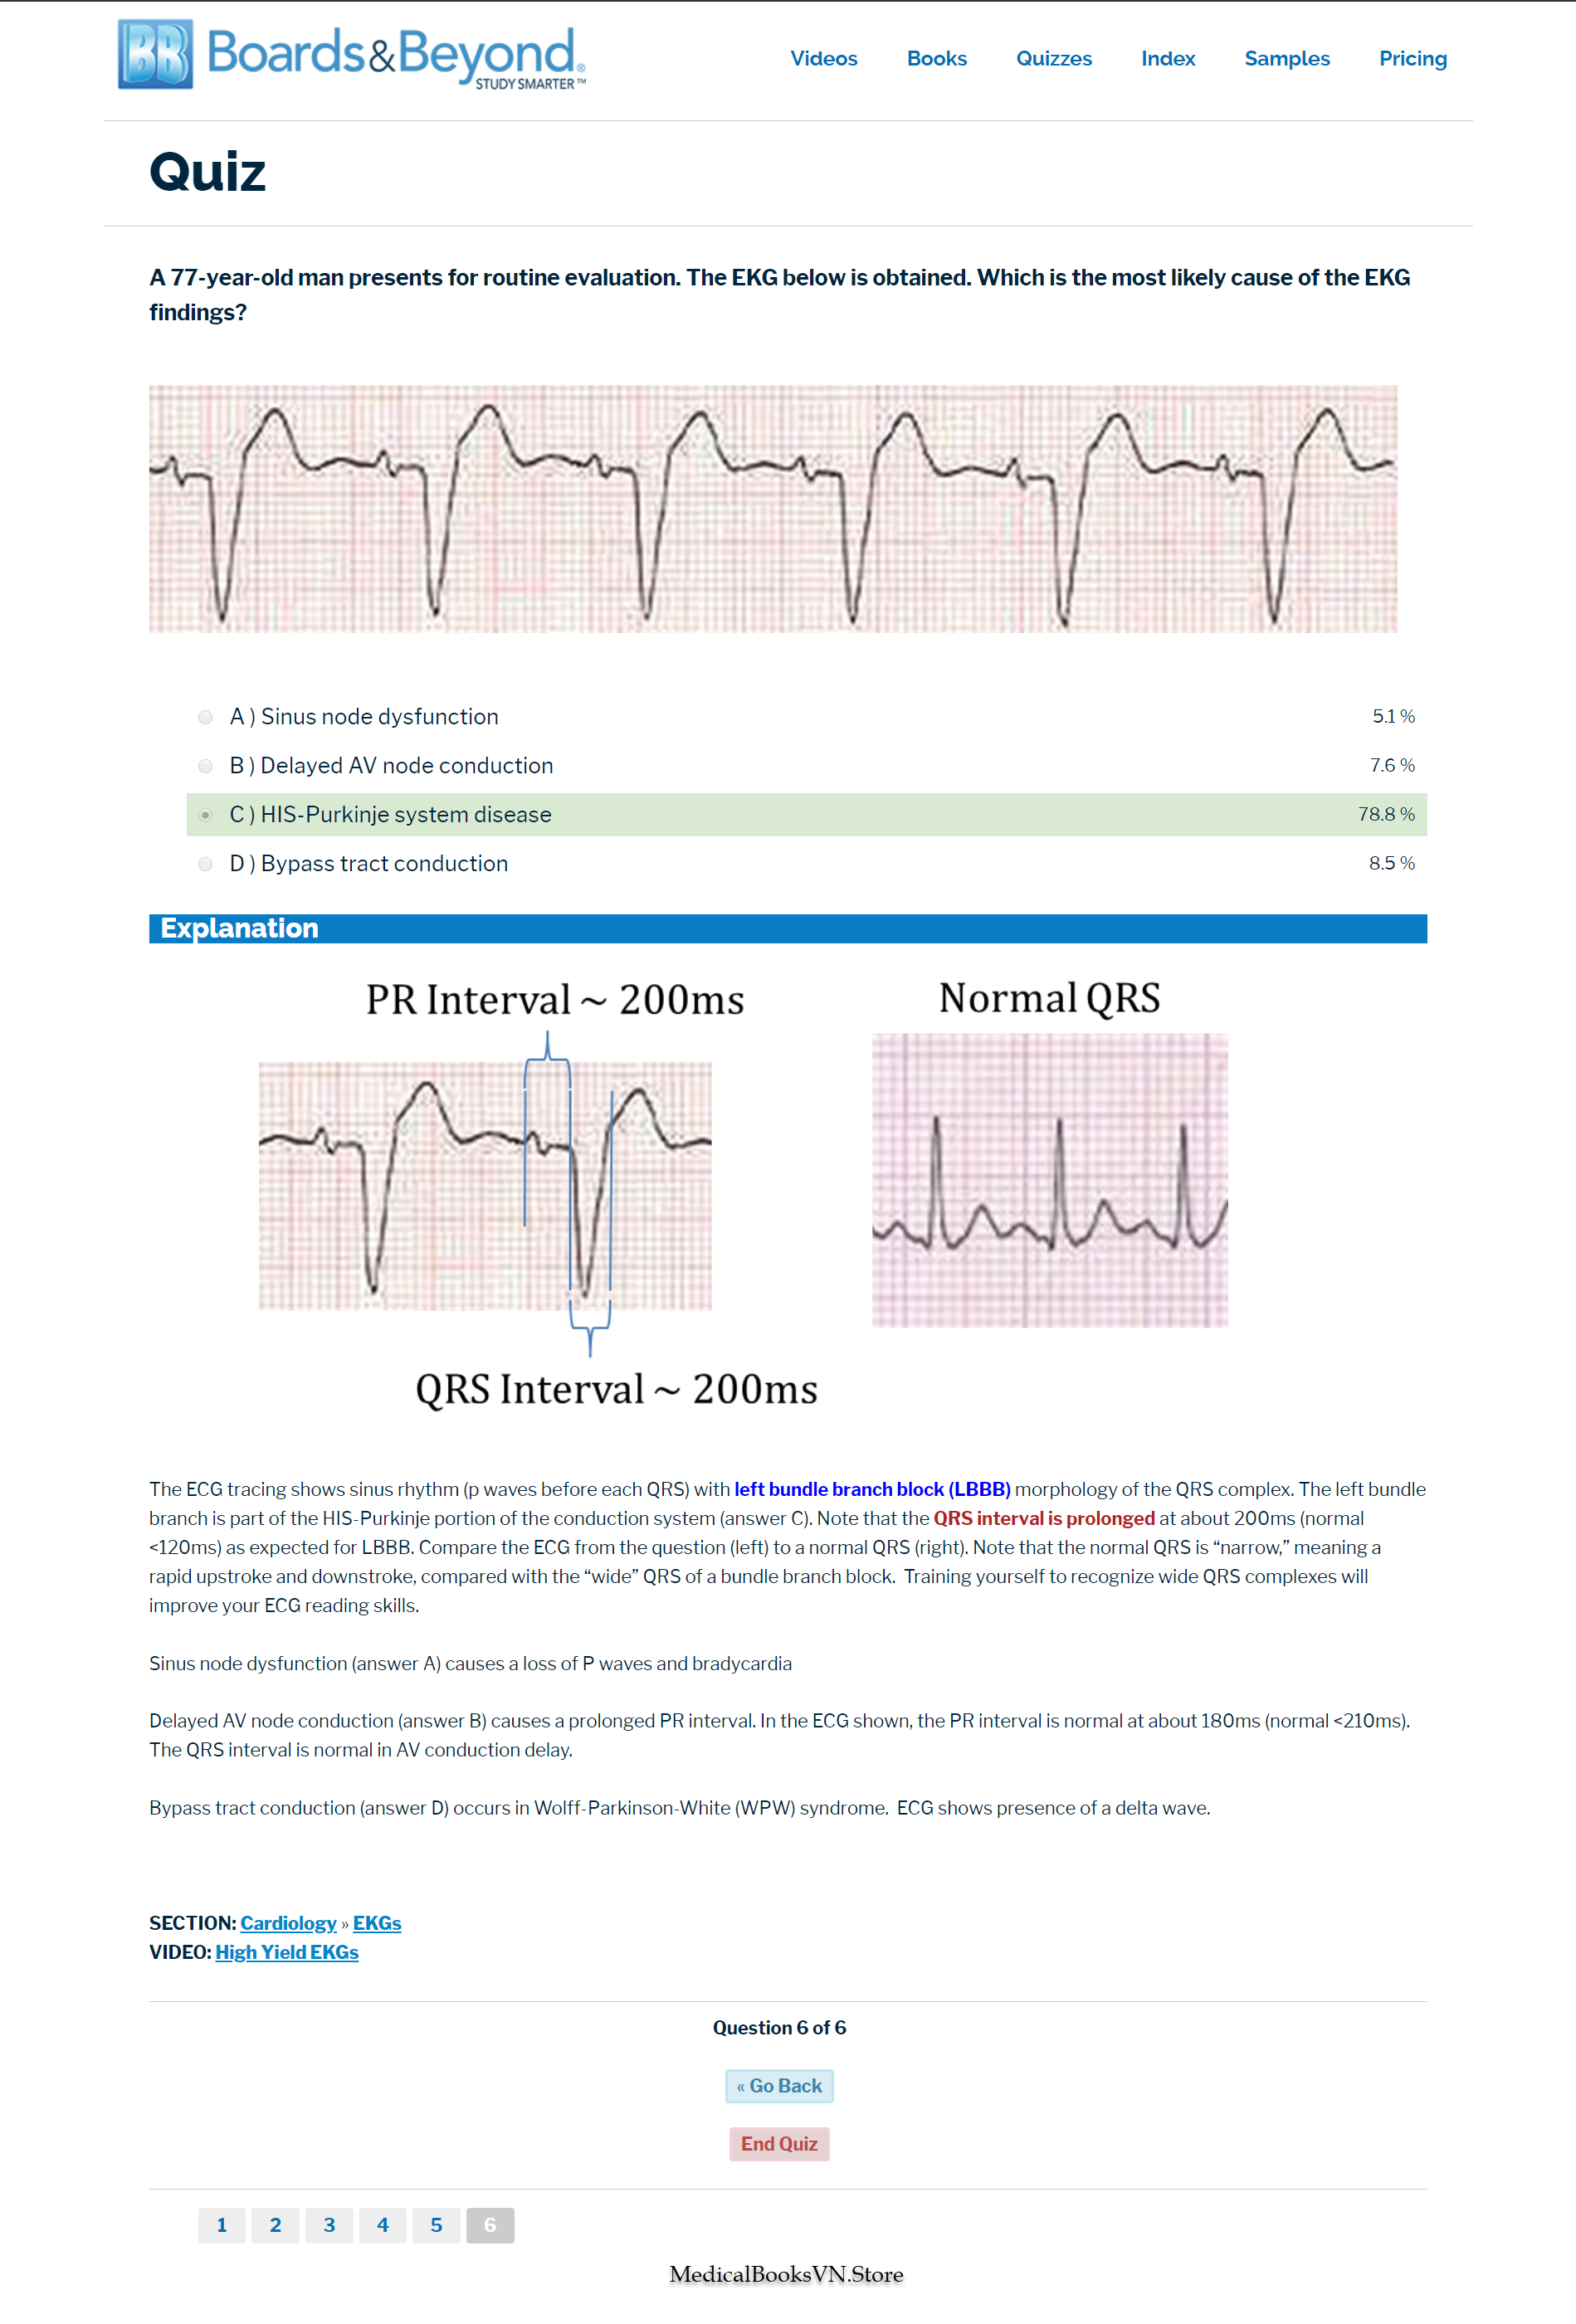 BB Boards&Beyond®
STUDY SMARTER™
Videos Books Quizzes Index Samples Pricing
Quiz
A 77-year-old man presents for routine evaluation. The EKG below is obtained. Which is the most likely cause of the EKG
findings?
A ) Sinus node dysfunction 5.1 %
B ) Delayed AV node conduction 7.6 %
C ) HIS-Purkinje system disease 78.8 %
D ) Bypass tract conduction 8.5 %
Explanation
PR Interval ~ 200ms
Normal QRS
QRS Interval ~ 200ms
The ECG tracing shows sinus rhythm (p waves before each QRS) with left bundle branch block (LBBB) morphology of the QRS complex. The left bundle
branch is part of the HIS-Purkinje portion of the conduction system (answer C). Note that the QRS interval is prolonged at about 200ms (normal
<120ms) as expected for LBBB. Compare the ECG from the question (left) to a normal QRS (right). Note that the normal QRS is “narrow,” meaning a
rapid upstroke and downstroke, compared with the “wide” QRS of a bundle branch block. Training yourself to recognize wide QRS complexes will
improve your ECG reading skills.
Sinus node dysfunction (answer A) causes a loss of P waves and bradycardia
Delayed AV node conduction (answer B) causes a prolonged PR interval. In the ECG shown, the PR interval is normal at about 180ms (normal <210ms).
The QRS interval is normal in AV conduction delay.
Bypass tract conduction (answer D) occurs in Wolff-Parkinson-White (WPW) syndrome. ECG shows presence of a delta wave.
SECTION: Cardiology » EKGs
VIDEO: High Yield EKGs
Question 6 of 6
« Go Back
End Quiz
1 2 3 4 5 6
MedicalBooksVN.Store